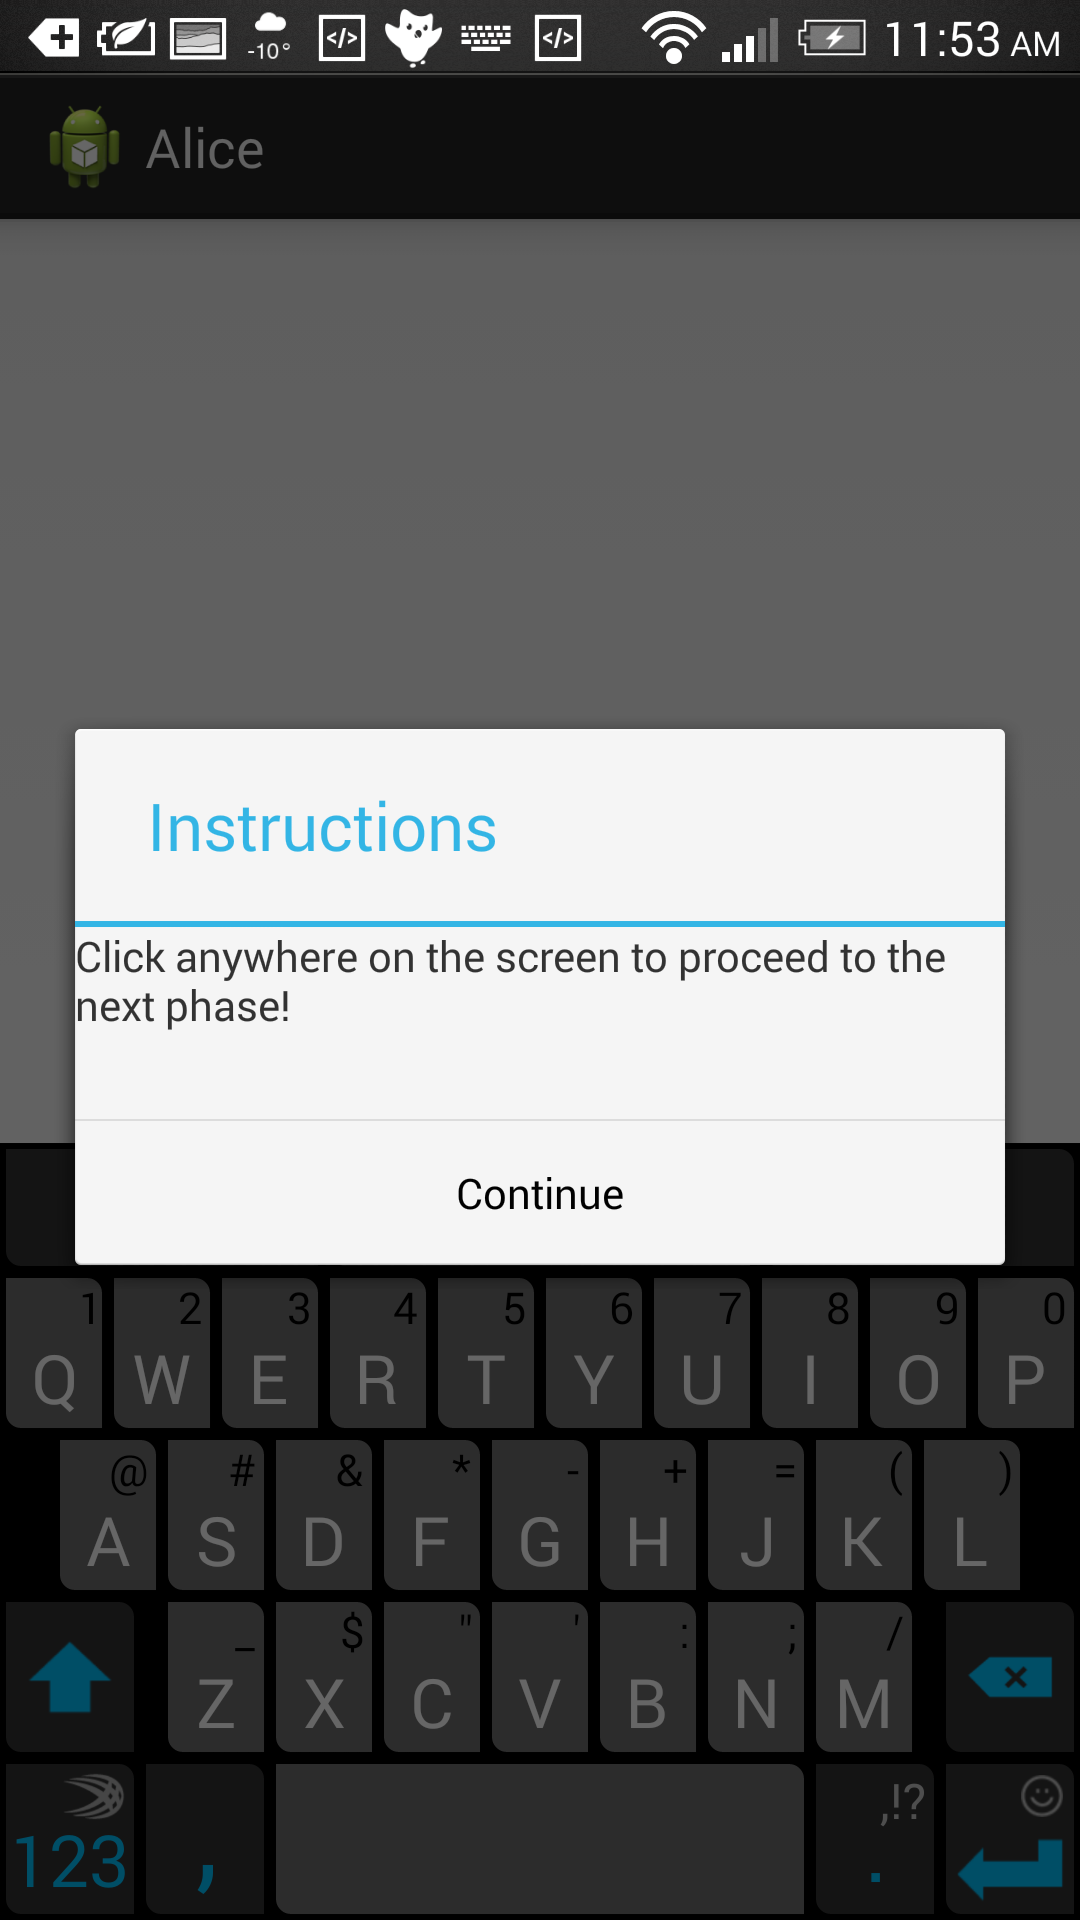 -10°
</>
</>
11:53 AM
Alice
Instructions
Click anywhere on the screen to proceed to the
next phase!
Continue
1 2 3 4 5 6 7 8 9 0
Q W E R T Y U I O P
@ # & * - + = ( )
A S D F G H J K L
_ $ " ' : ; /
Z X C V B N M
,!?
123 , .